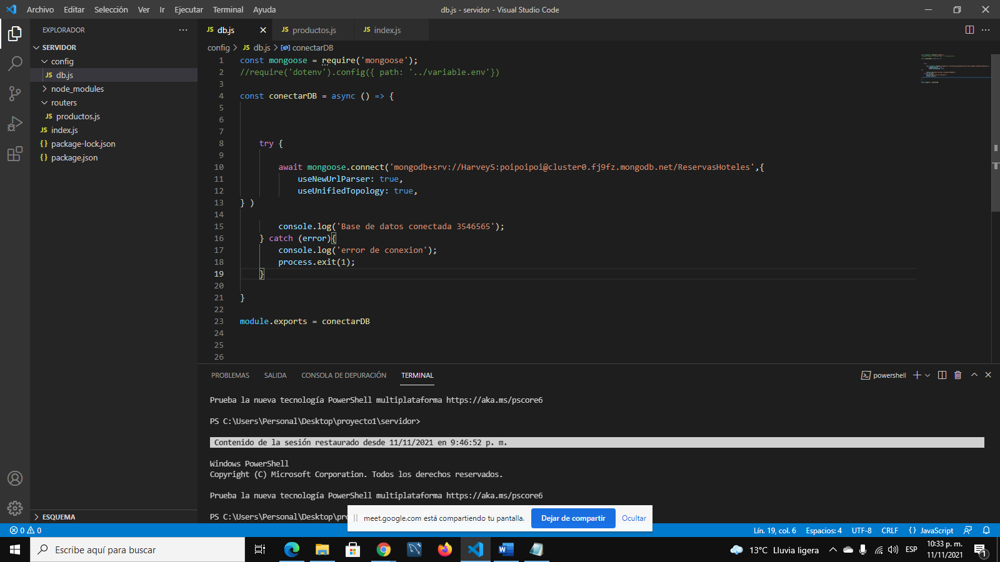 Archivo Editar Selección Ver Ir Ejecutar Terminal Ayuda
db.js - servidor - Visual Studio Code
EXPLORADOR
SERVIDOR
config
JS db.js
node_modules
routers
JS productos.js
JS index.js
{} package-lock.json
{} package.json
ESQUEMA
JS db.js
JS productos.js
JS index.js
config > JS db.js > conectarDB
1 const mongoose = require('mongoose');
2 //require('dotenv').config({ path: '../variable.env'})
3
4 const conectarDB = async () => {
5
6
7
8 try {
9
10 await mongoose.connect('mongodb+srv://HarveyS:poipoipoi@cluster0.fj9fz.mongodb.net/ReservasHoteles',{
11 useNewUrlParser: true,
12 useUnifiedTopology: true,
13 } )
14
15 console.log('Base de datos conectada 3546565');
16 } catch (error){
17 console.log('error de conexion');
18 process.exit(1);
19 }
20
21 }
22
23 module.exports = conectarDB
24
25
26
PROBLEMAS SALIDA CONSOLA DE DEPURACIÓN TERMINAL
powershell
Prueba la nueva tecnología PowerShell multiplataforma https://aka.ms/pscore6
PS C:\Users\Personal\Desktop\proyecto1\servidor>
Contenido de la sesión restaurado desde 11/11/2021 en 9:46:52 p. m.
Windows PowerShell
Copyright (C) Microsoft Corporation. Todos los derechos reservados.
Prueba la nueva tecnología PowerShell multiplataforma https://aka.ms/pscore6
PS C:\Users\Personal\Desktop\pro
meet.google.com está compartiendo tu pantalla.
Dejar de compartir
Ocultar
0 0
Lín. 19, col. 6 Espacios: 4 UTF-8 CRLF {} JavaScript
Escribe aquí para buscar
13°C Lluvia ligera
ESP
10:33 p. m.
11/11/2021
1